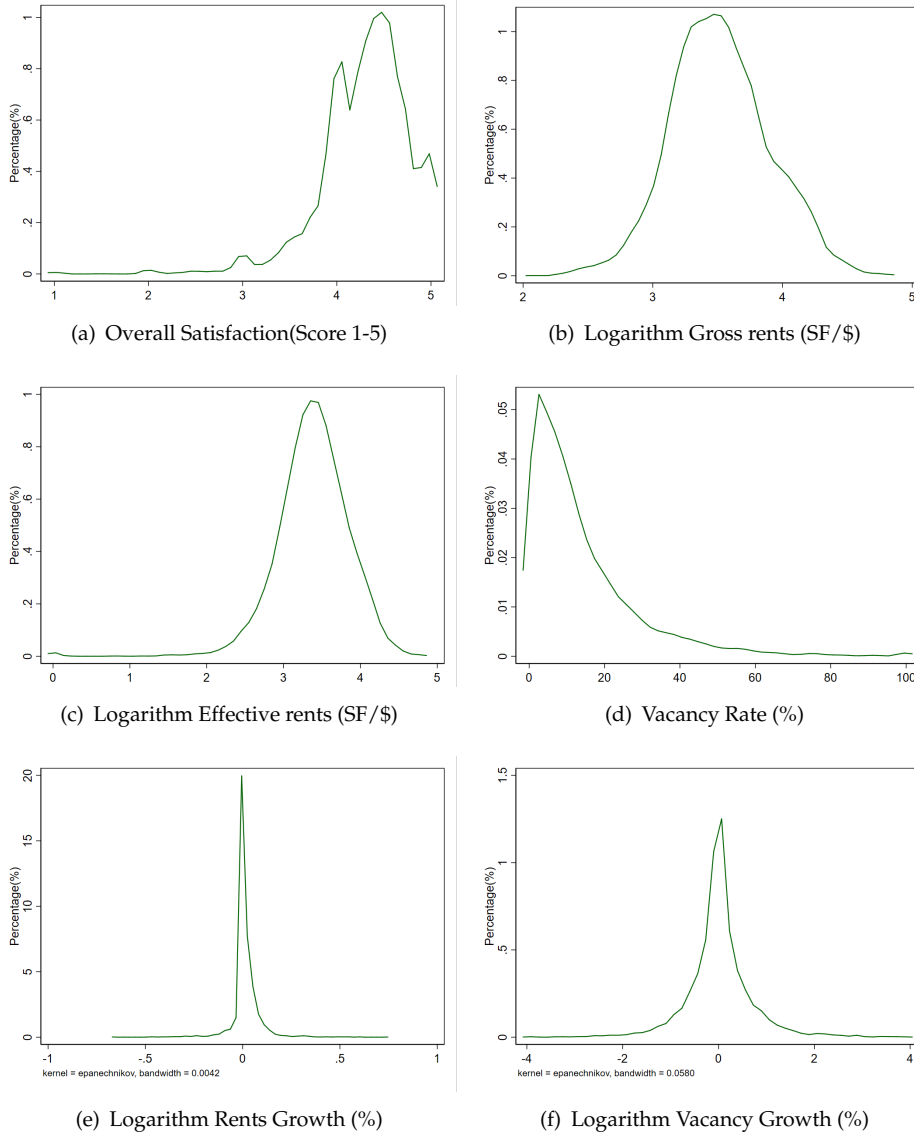 Percentage(%)
0 .2 .4 .6 .8 1
1 2 3 4 5
(a) Overall Satisfaction(Score 1-5)
Percentage(%)
0 .2 .4 .6 .8 1
2 3 4 5
(b) Logarithm Gross rents (SF/$)
Percentage(%)
0 .2 .4 .6 .8 1
0 1 2 3 4 5
(c) Logarithm Effective rents (SF/$)
Percentage(%)
0 .01 .02 .03 .04 .05
0 20 40 60 80 100
(d) Vacancy Rate (%)
Percentage(%)
0 5 10 15 20
-1 -.5 0 .5 1
kernel = epanechnikov, bandwidth = 0.0042
(e) Logarithm Rents Growth (%)
Percentage(%)
0 .5 1 1.5
-4 -2 0 2 4
kernel = epanechnikov, bandwidth = 0.0580
(f) Logarithm Vacancy Growth (%)